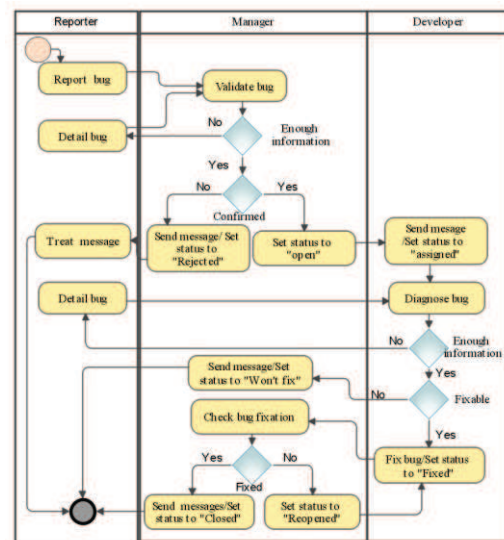 Reporter
Manager
Developer
Report bug
Validate bug
Detail bug
No
Enough
information
Yes
No
Yes
Confirmed
Treat message
Send message/ Set
status to
"Rejected"
Set status to
"open"
Send mesage
/Set status to
"assigned"
Detail bug
Diagnose bug
No
Enough
information
Yes
Send message/Set
status to "Won't fix"
No
Fixable
Check bug fixation
Yes
Yes
No
Fixed
Fix bug/Set status
to "Fixed"
Send messages/Set
status to "Closed"
Set status to
"Reopened"